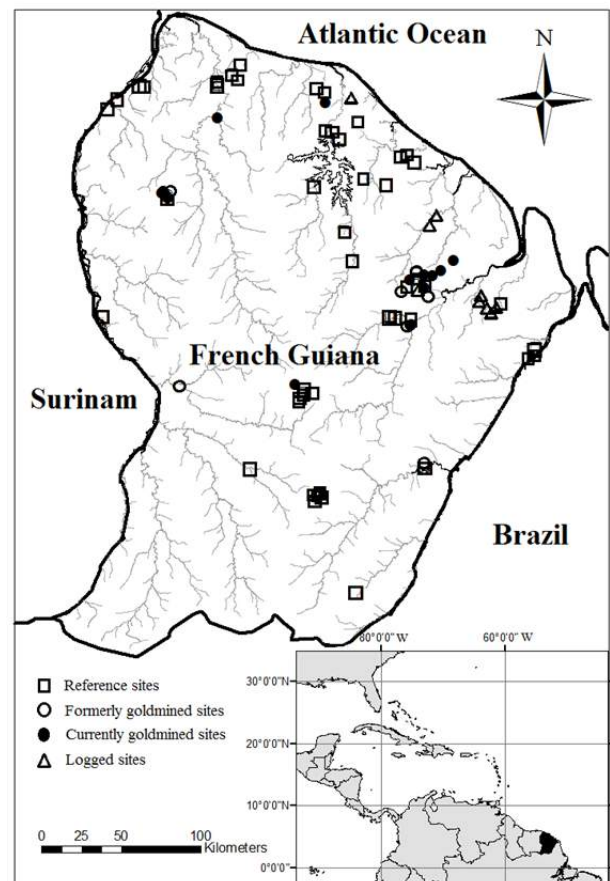 Atlantic Ocean
N
French Guiana
Surinam
Brazil
80°0'0"W 60°0'0"W
Reference sites
Formerly goldmined sites
Currently goldmined sites
Logged sites
30°0'0"N
20°0'0"N
10°0'0"N
0°0'0"
0 25 50 100
Kilometers